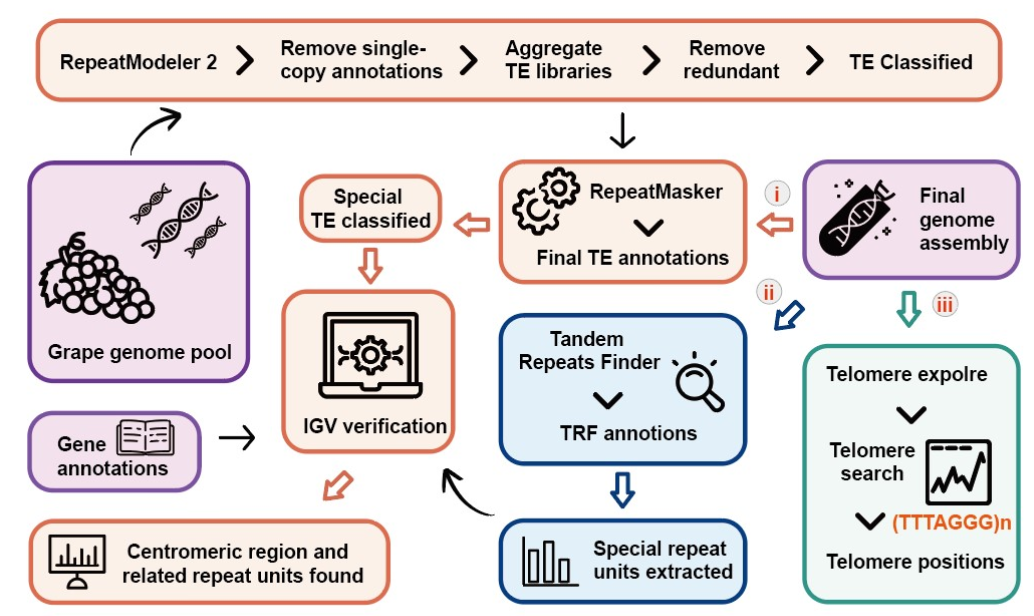 RepeatModeler 2
Remove single-
copy annotations
Aggregate
TE libraries
Remove
redundant
TE Classified
Grape genome pool
Special
TE classified
RepeatMasker
Final TE annotations
i
Final
genome
assembly
ii
iii
IGV verification
Tandem
Repeats Finder
TRF annotions
Telomere expolre
Telomere
search
(TTTAGGG)n
Telomere positions
Gene
annotations
Centromeric region and
related repeat units found
Special repeat
units extracted